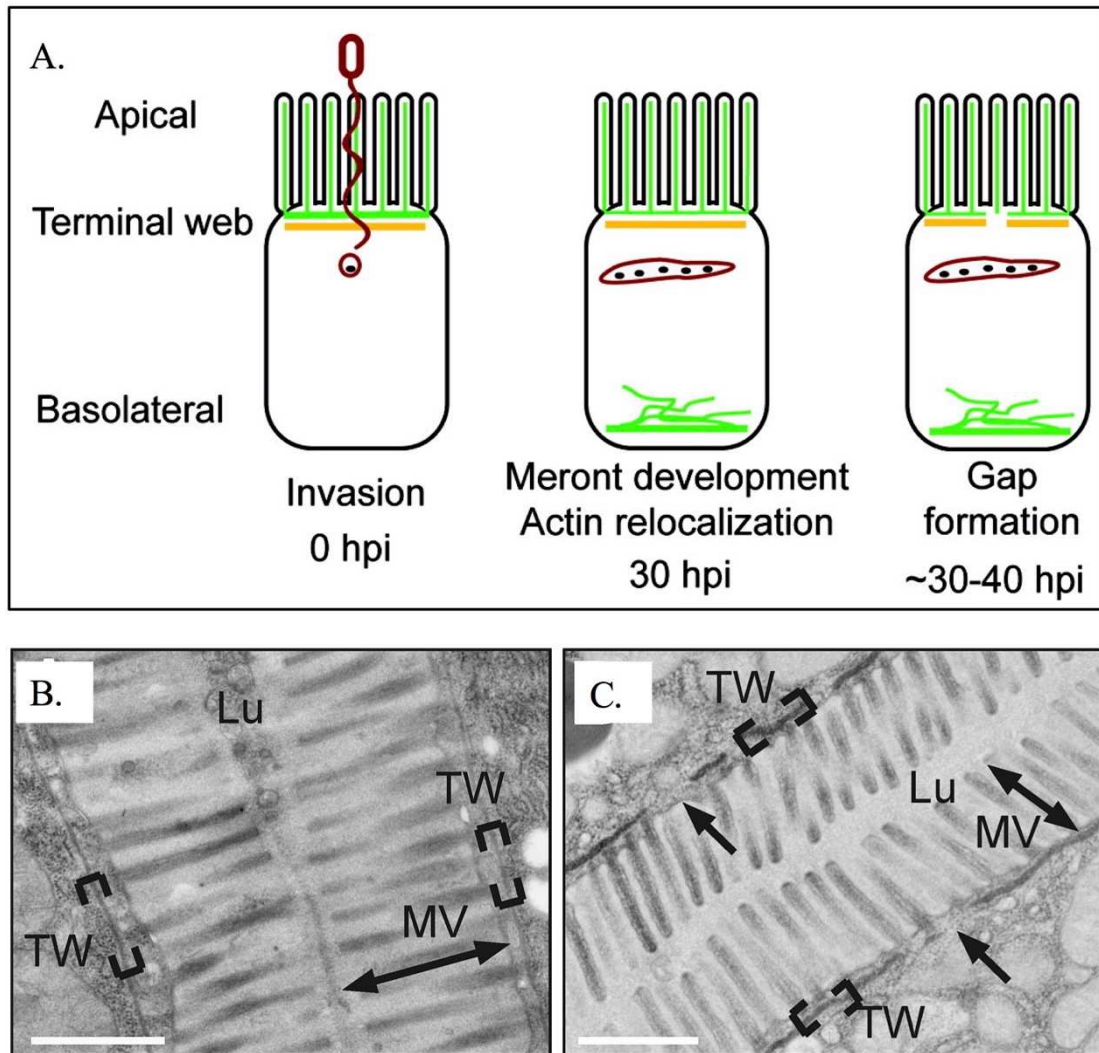 A.
Apical
Terminal web
Basolateral
Invasion
0 hpi
Meront development
Actin relocalization
30 hpi
Gap
formation
~30-40 hpi
B.
Lu
TW
TW
MV
C.
TW
Lu
MV
TW